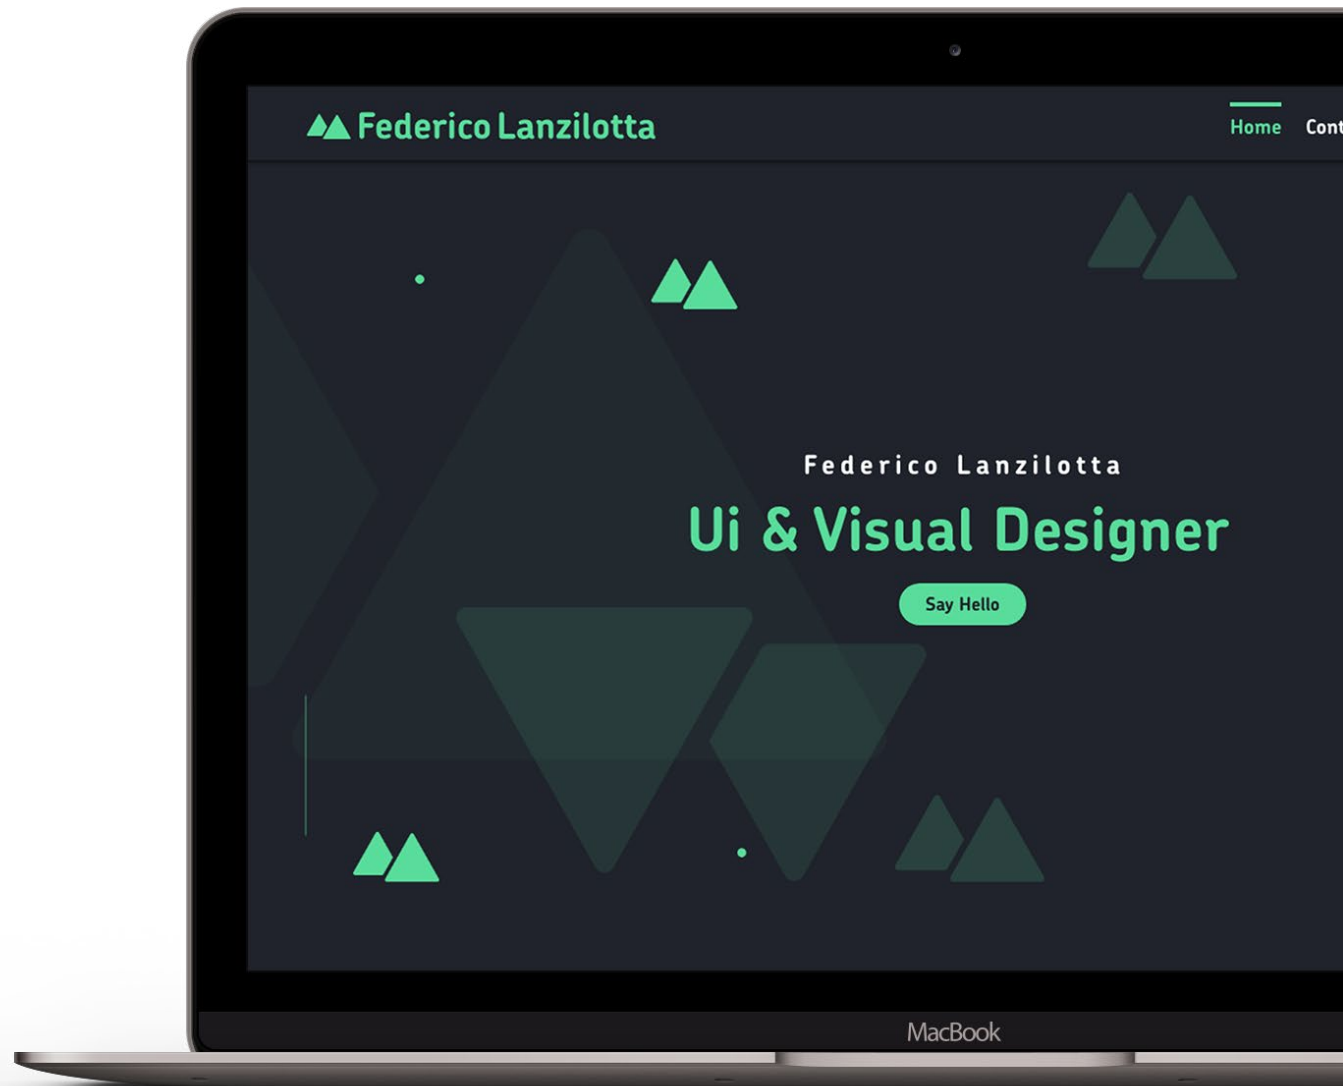 Federico Lanzilotta
Home Cont
Federico Lanzilotta
Ui & Visual Designer
Say Hello
MacBook